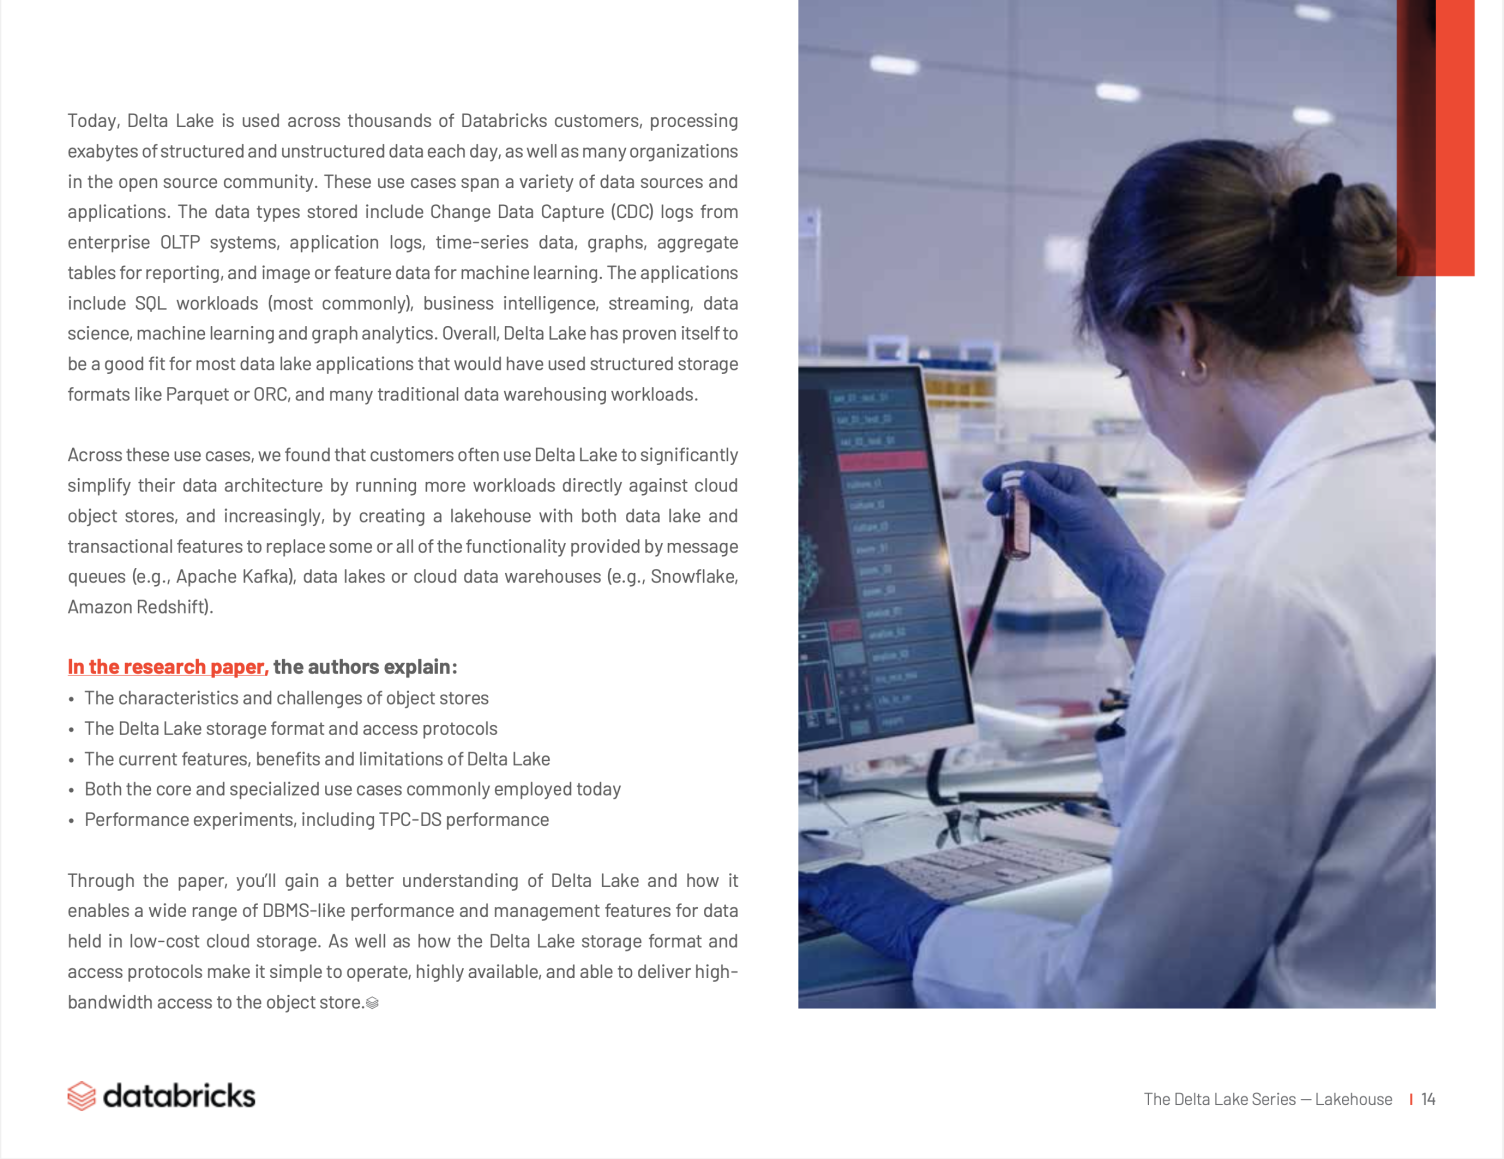 Today, Delta Lake is used across thousands of Databricks customers, processing
exabytes of structured and unstructured data each day, as well as many organizations
in the open source community. These use cases span a variety of data sources and
applications. The data types stored include Change Data Capture (CDC) logs from
enterprise OLTP systems, application logs, time-series data, graphs, aggregate
tables for reporting, and image or feature data for machine learning. The applications
include SQL workloads (most commonly), business intelligence, streaming, data
science, machine learning and graph analytics. Overall, Delta Lake has proven itself to
be a good fit for most data lake applications that would have used structured storage
formats like Parquet or ORC, and many traditional data warehousing workloads.
Across these use cases, we found that customers often use Delta Lake to significantly
simplify their data architecture by running more workloads directly against cloud
object stores, and increasingly, by creating a lakehouse with both data lake and
transactional features to replace some or all of the functionality provided by message
queues (e.g., Apache Kafka), data lakes or cloud data warehouses (e.g., Snowflake,
Amazon Redshift).
In the research paper, the authors explain:
• The characteristics and challenges of object stores
• The Delta Lake storage format and access protocols
• The current features, benefits and limitations of Delta Lake
• Both the core and specialized use cases commonly employed today
• Performance experiments, including TPC-DS performance
Through the paper, you’ll gain a better understanding of Delta Lake and how it
enables a wide range of DBMS-like performance and management features for data
held in low-cost cloud storage. As well as how the Delta Lake storage format and
access protocols make it simple to operate, highly available, and able to deliver high-
bandwidth access to the object store.
databricks
The Delta Lake Series — Lakehouse | 14